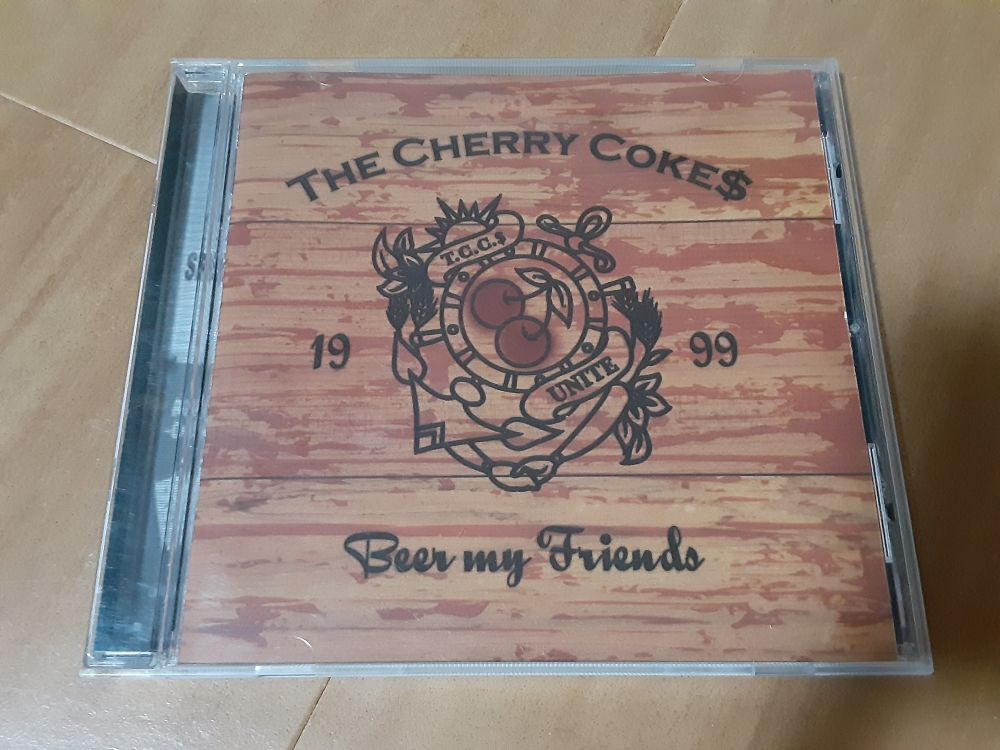 THE CHERRY COKE$
T.C.C.$
19 99
UNITE
Beer my Friends